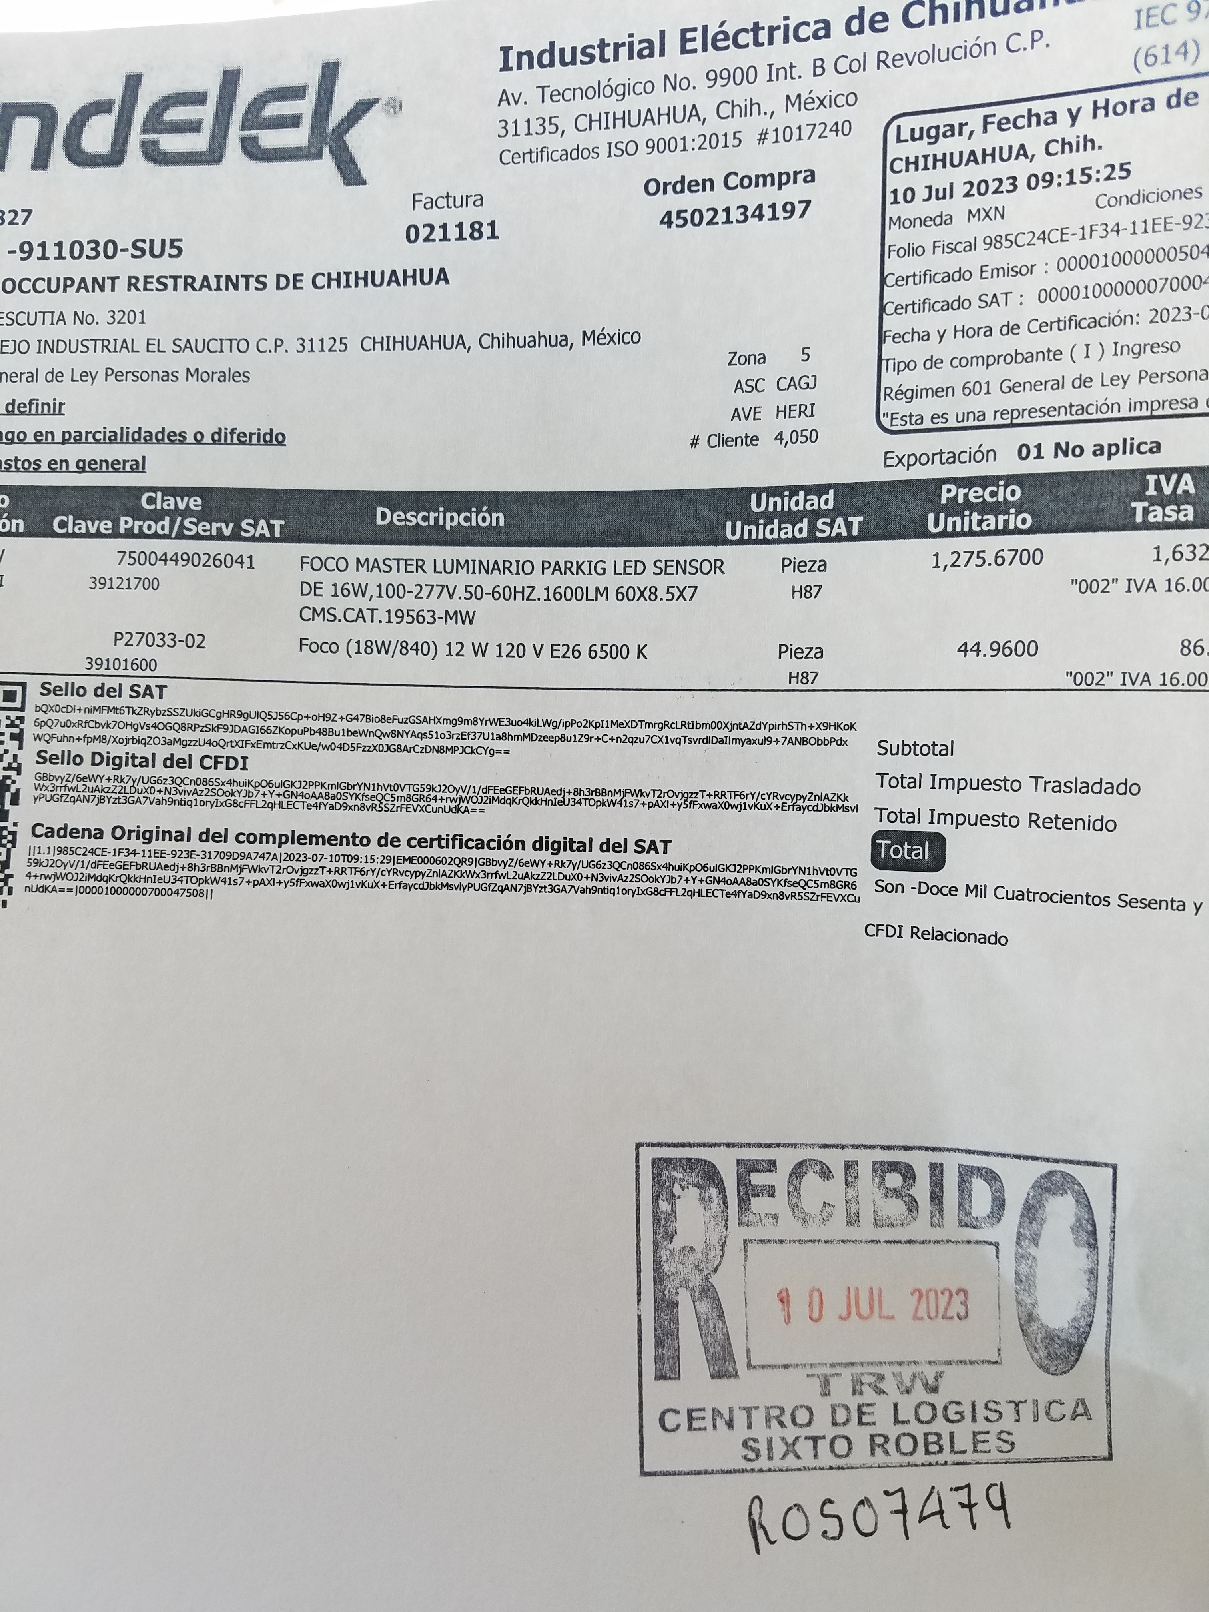 ndelek®
Industrial Eléctrica de
Av. Tecnológico No. 9900 Int. B Col Revolución C.P.
31135, CHIHUAHUA, Chih., México
Certificados ISO 9001:2015 #1017240
IEC
(614)
Lugar, Fecha y Hora de
CHIHUAHUA, Chih.
10 Jul 2023 09:15:25
Moneda MXN Condiciones
Folio Fiscal 985C24CE-1F34-11EE-923
Certificado Emisor : 00001000000504
Certificado SAT : 0000100000070004
Fecha y Hora de Certificación: 2023-0
Tipo de comprobante ( I ) Ingreso
Régimen 601 General de Ley Persona
"Esta es una representación impresa
Factura
021181
Orden Compra
4502134197
327
-911030-SU5
OCCUPANT RESTRAINTS DE CHIHUAHUA
ESCUTIA No. 3201
EJO INDUSTRIAL EL SAUCITO C.P. 31125 CHIHUAHUA, Chihuahua, México
neral de Ley Personas Morales
definir
ago en parcialidades o diferido
astos en general
Zona 5
ASC CAGJ
AVE HERI
# Cliente 4,050
Exportación 01 No aplica
Clave
Clave Prod/Serv SAT
Descripción
Unidad
Unidad SAT
Precio
Unitario
IVA
Tasa
7500449026041 FOCO MASTER LUMINARIO PARKIG LED SENSOR Pieza 1,275.6700 1,632
39121700 DE 16W,100-277V.50-60HZ.1600LM 60X8.5X7 H87 "002" IVA 16.00
CMS.CAT.19563-MW
P27033-02 Foco (18W/840) 12 W 120 V E26 6500 K Pieza 44.9600 86.
39101600 H87 "002" IVA 16.00
Sello del SAT
Sello Digital del CFDI
Cadena Original del complemento de certificación digital del SAT
Subtotal
Total Impuesto Trasladado
Total Impuesto Retenido
Total
Son -Doce Mil Cuatrocientos Sesenta y
CFDI Relacionado
RECIBIDO
10 JUL 2023
TRW
CENTRO DE LOGISTICA
SIXTO ROBLES
ROSO7479